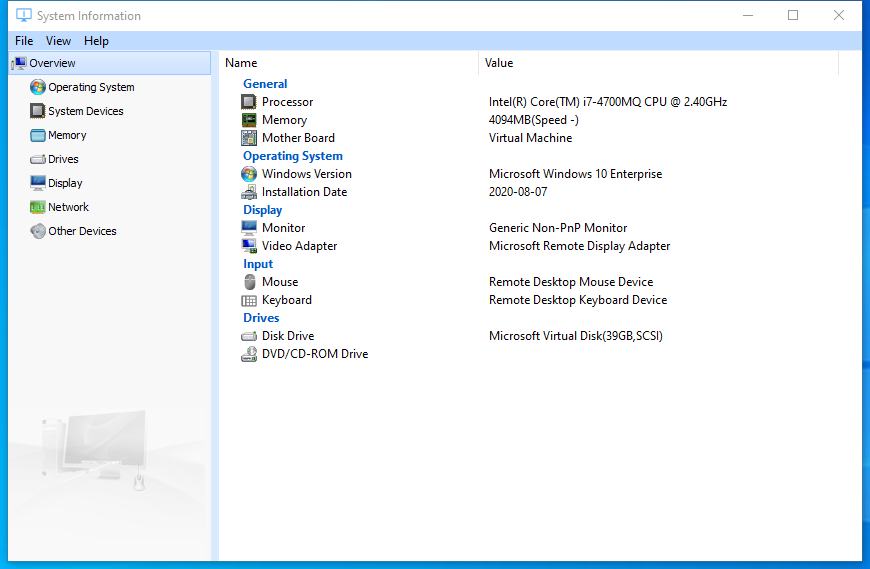 System Information
File View Help
Overview
Operating System
System Devices
Memory
Drives
Display
Network
Other Devices
Name Value
General
Processor Intel(R) Core(TM) i7-4700MQ CPU @ 2.40GHz
Memory 4094MB(Speed -)
Mother Board Virtual Machine
Operating System
Windows Version Microsoft Windows 10 Enterprise
Installation Date 2020-08-07
Display
Monitor Generic Non-PnP Monitor
Video Adapter Microsoft Remote Display Adapter
Input
Mouse Remote Desktop Mouse Device
Keyboard Remote Desktop Keyboard Device
Drives
Disk Drive Microsoft Virtual Disk(39GB,SCSI)
DVD/CD-ROM Drive